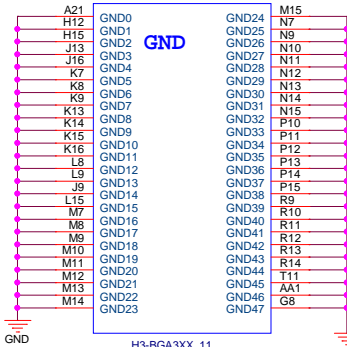 A21 GND0 GND24 M15
H12 GND1 GND25 N7
H15 GND2 GND26 N9
GND
J13 GND3 GND27 N10
J16 GND4 GND28 N11
K7 GND5 GND29 N12
K8 GND6 GND30 N13
K9 GND7 GND31 N14
K13 GND8 GND32 N15
K14 GND9 GND33 P10
K15 GND10 GND34 P11
K16 GND11 GND35 P12
L8 GND12 GND36 P13
L9 GND13 GND37 P14
J9 GND14 GND38 P15
L15 GND15 GND39 R9
M7 GND16 GND40 R10
M8 GND17 GND41 R11
M9 GND18 GND42 R12
M10 GND19 GND43 R13
M11 GND20 GND44 R14
M12 GND21 GND45 T11
M13 GND22 GND46 AA1
M14 GND23 GND47 G8
GND
H3-BGA3XX_11